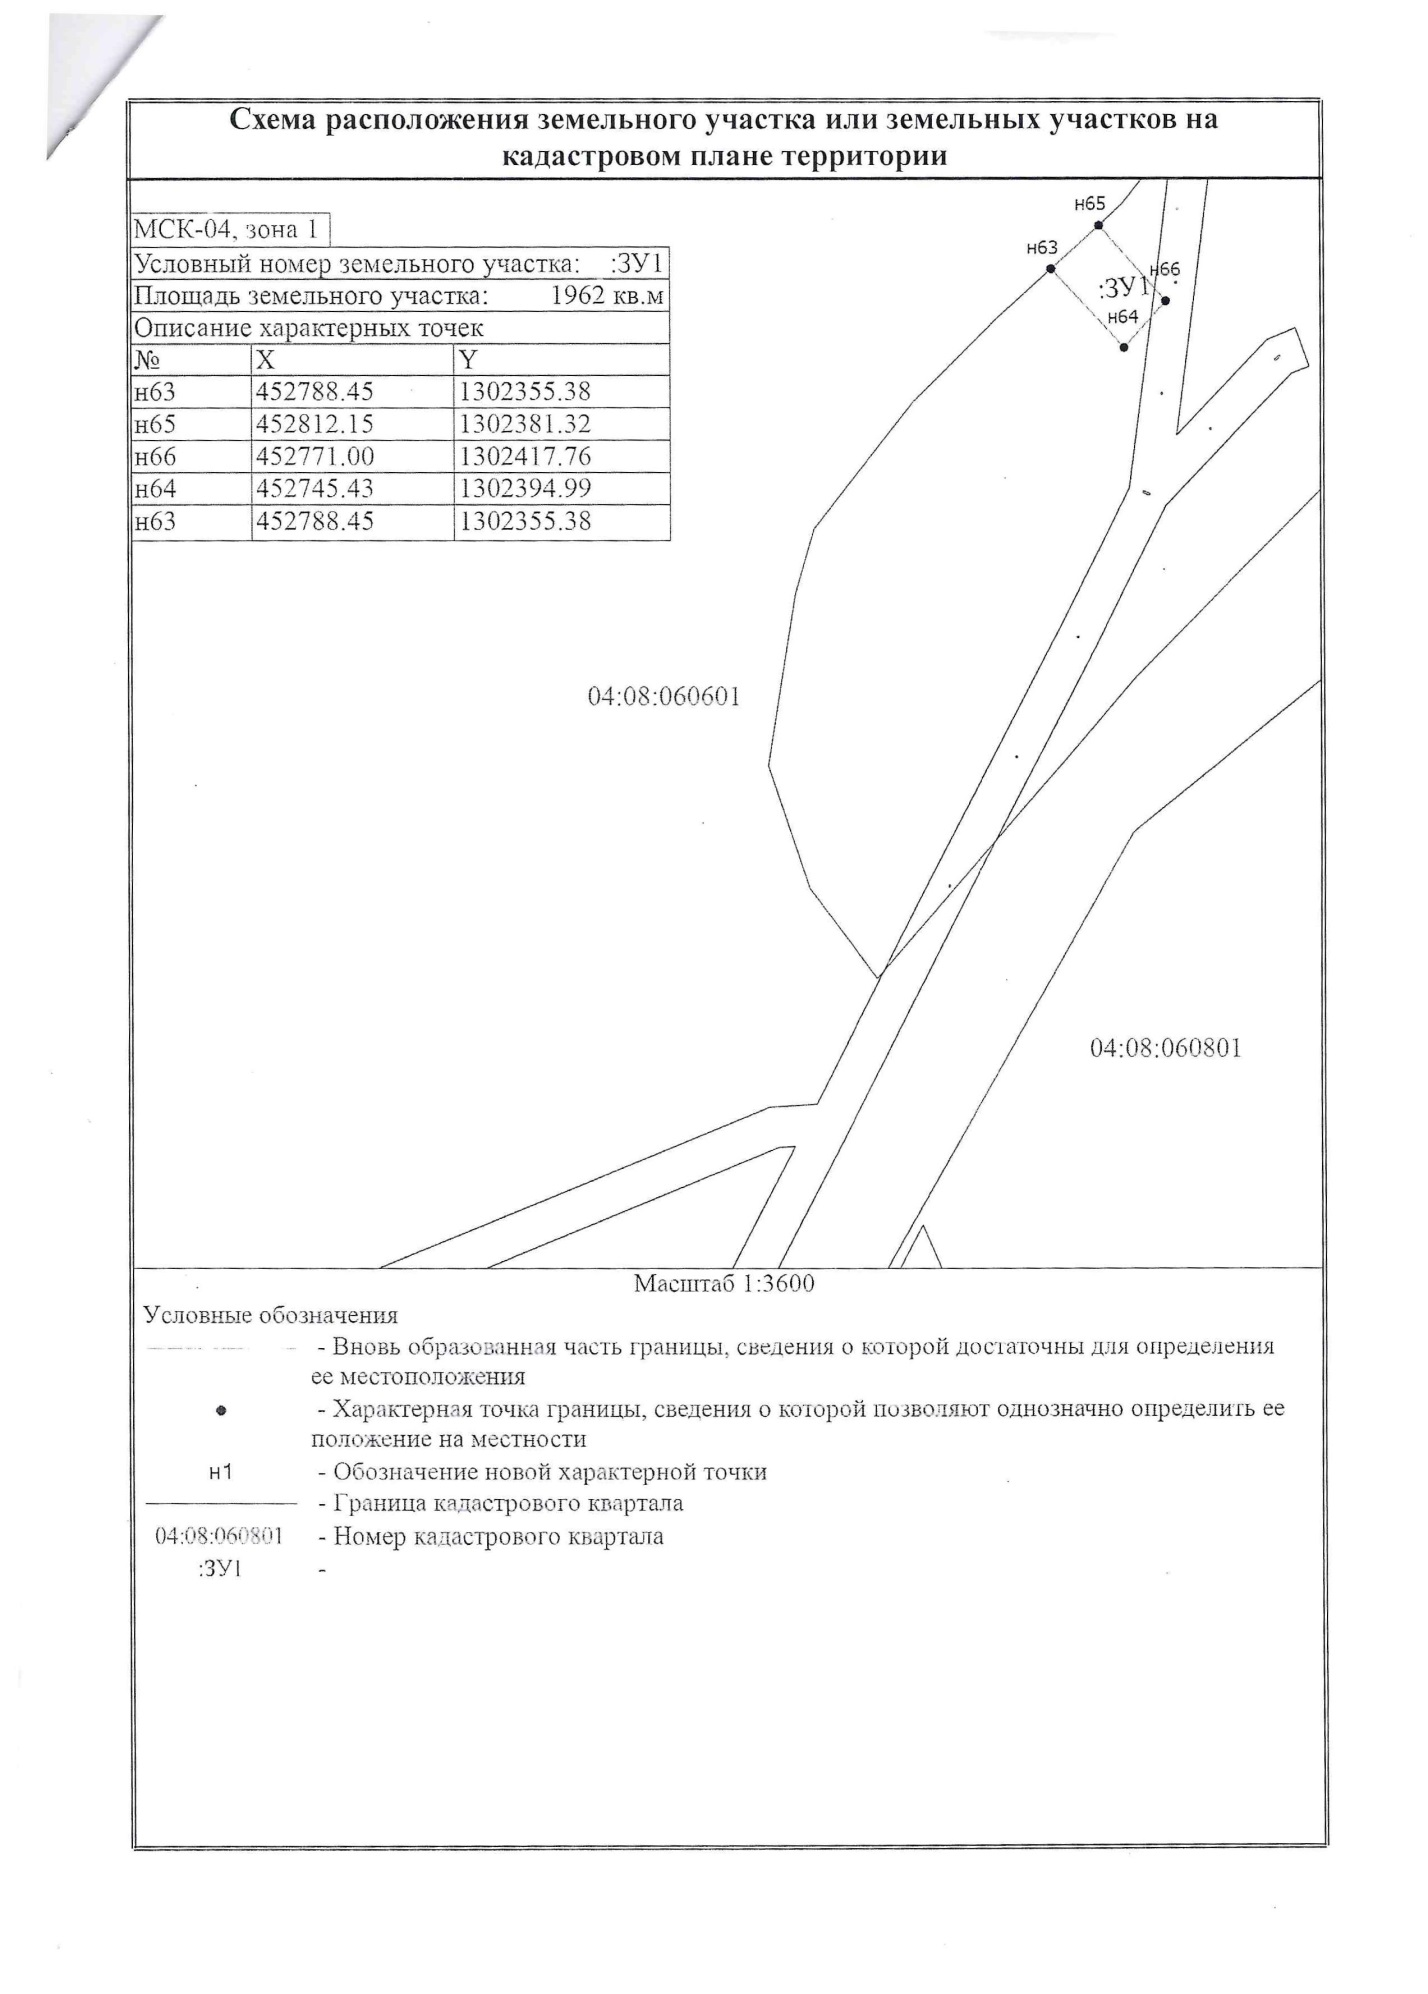 Схема расположения земельного участка или земельных участков на
кадастровом плане территории
МСК-04, зона 1
Условный номер земельного участка: :ЗУ1
Площадь земельного участка: 1962 кв.м
Описание характерных точек
№ X Y
н63 452788.45 1302355.38
н65 452812.15 1302381.32
н66 452771.00 1302417.76
н64 452745.43 1302394.99
н63 452788.45 1302355.38
н65
н63
н66
:ЗУ1
н64
04:08:060601
04:08:060801
Масштаб 1:3600
Условные обозначения
- Вновь образованная часть границы, сведения о которой достаточны для определения
ее местоположения
- Характерная точка границы, сведения о которой позволяют однозначно определить ее
положение на местности
н1 - Обозначение новой характерной точки
- Граница кадастрового квартала
04:08:060801 - Номер кадастрового квартала
:ЗУ1 -